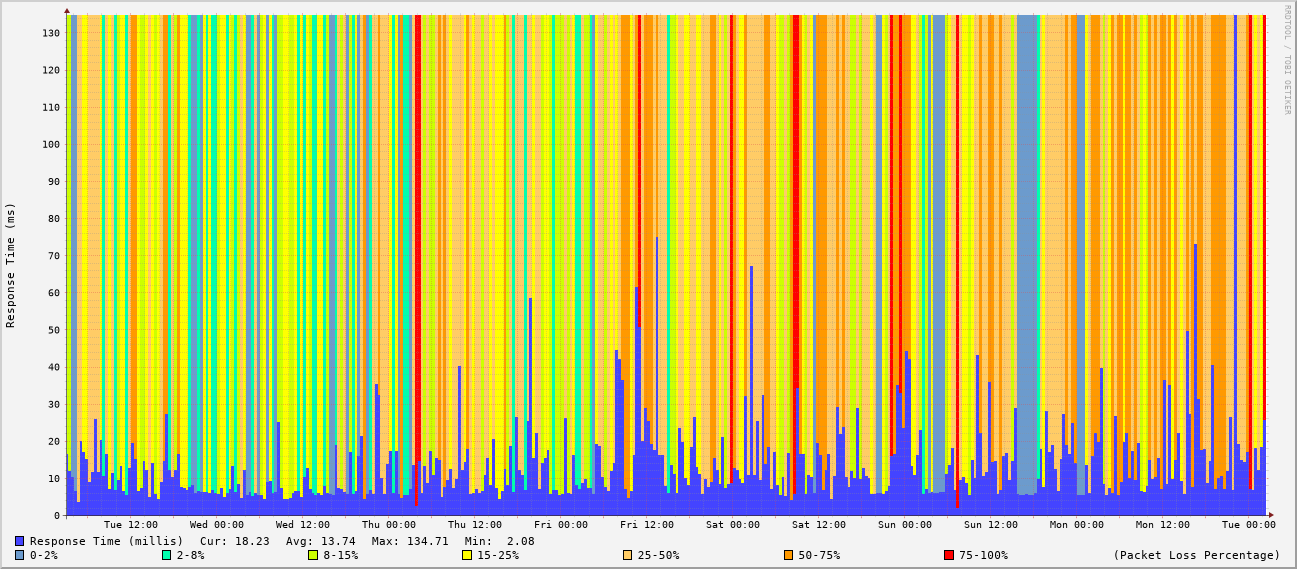 RRDTOOL / TOBI OETIKER
Response Time (ms)
130
120
110
100
90
80
70
60
50
40
30
20
10
0
Tue 12:00 Wed 00:00 Wed 12:00 Thu 00:00 Thu 12:00 Fri 00:00 Fri 12:00 Sat 00:00 Sat 12:00 Sun 00:00 Sun 12:00 Mon 00:00 Mon 12:00 Tue 00:00
Response Time (millis) Cur: 18.23 Avg: 13.74 Max: 134.71 Min: 2.08
0-2% 2-8% 8-15% 15-25% 25-50% 50-75% 75-100% (Packet Loss Percentage)